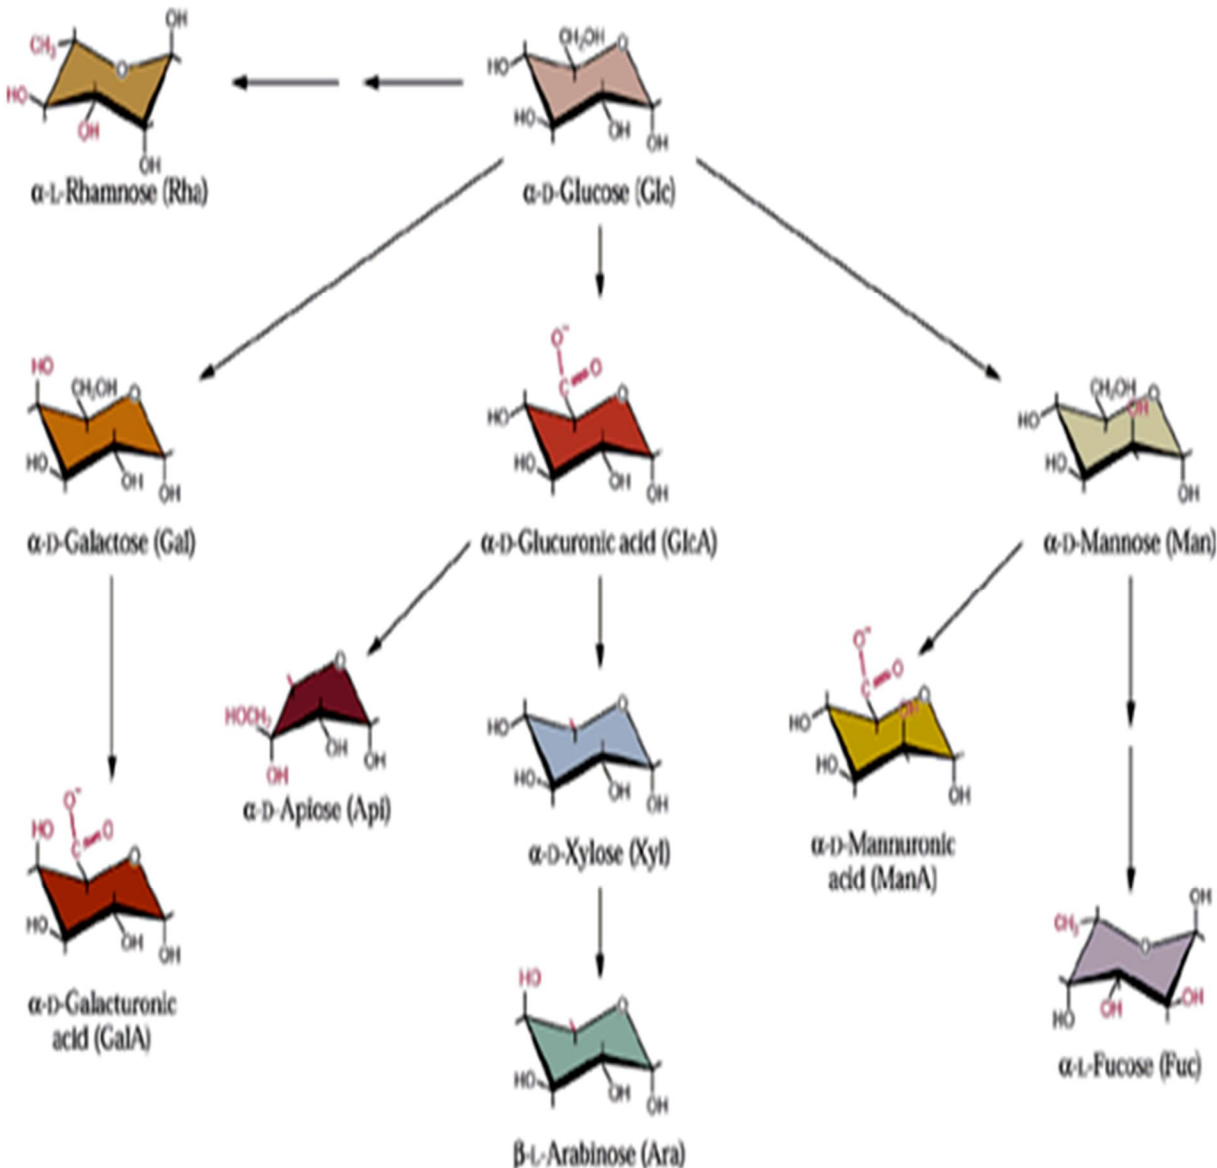 OH
CH₃
O
HO
OH
OH
α-L-Rhamnose (Rha)
CH₂OH
O
HO
HO
OH
OH
α-D-Glucose (Glc)
HO
CH₂OH
O
HO
OH
OH
α-D-Galactose (Gal)
O⁻
C
O
O
HO
HO
OH
OH
α-D-Glucuronic acid (GlcA)
CH₂OH
O
OH
HO
HO
OH
α-D-Mannose (Man)
O
HOCH₂
OH
OH
OH
α-D-Apiose (Api)
O
HO
HO
OH
OH
α-D-Xylose (Xyl)
O⁻
O
C
O
OH
HO
HO
OH
α-D-Mannuronic
acid (ManA)
O⁻
HO
O
C
O
HO
OH
OH
α-D-Galacturonic
acid (GalA)
HO
O
HO
OH
OH
β-L-Arabinose (Ara)
OH
CH₃
O
OH
HO
OH
α-L-Fucose (Fuc)